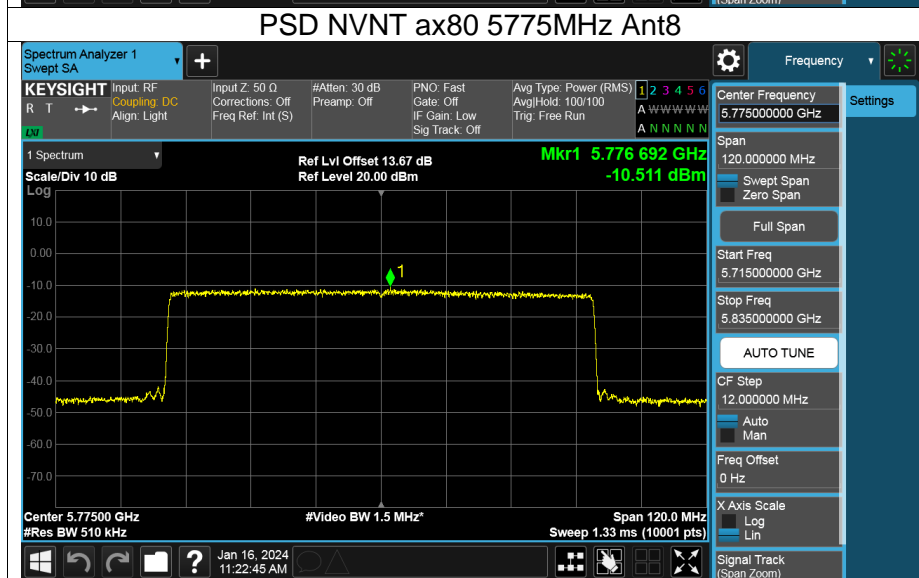 (Span Zoom)
PSD NVNT ax80 5775MHz Ant8
Spectrum Analyzer 1
Swept SA
+
Frequency
KEYSIGHT
R T
LXI
Input: RF
Coupling: DC
Align: Light
Input Z: 50 Ω
Corrections: Off
Freq Ref: Int (S)
#Atten: 30 dB
Preamp: Off
PNO: Fast
Gate: Off
IF Gain: Low
Sig Track: Off
Avg Type: Power (RMS)
Avg|Hold: 100/100
Trig: Free Run
1 2 3 4 5 6
A W W W W W
A N N N N N
Center Frequency
5.775000000 GHz
Settings
1 Spectrum
Scale/Div 10 dB
Ref Lvl Offset 13.67 dB
Ref Level 20.00 dBm
Mkr1 5.776 692 GHz
-10.511 dBm
Span
120.000000 MHz
Swept Span
Zero Span
Full Span
Start Freq
5.715000000 GHz
Stop Freq
5.835000000 GHz
AUTO TUNE
CF Step
12.000000 MHz
Auto
Man
Freq Offset
0 Hz
X Axis Scale
Log
Lin
Signal Track
(Span Zoom)
Log
10.0
0.00
-10.0
-20.0
-30.0
-40.0
-50.0
-60.0
-70.0
1
Center 5.77500 GHz
#Res BW 510 kHz
#Video BW 1.5 MHz*
Span 120.0 MHz
Sweep 1.33 ms (10001 pts)
?
Jan 16, 2024
11:22:45 AM